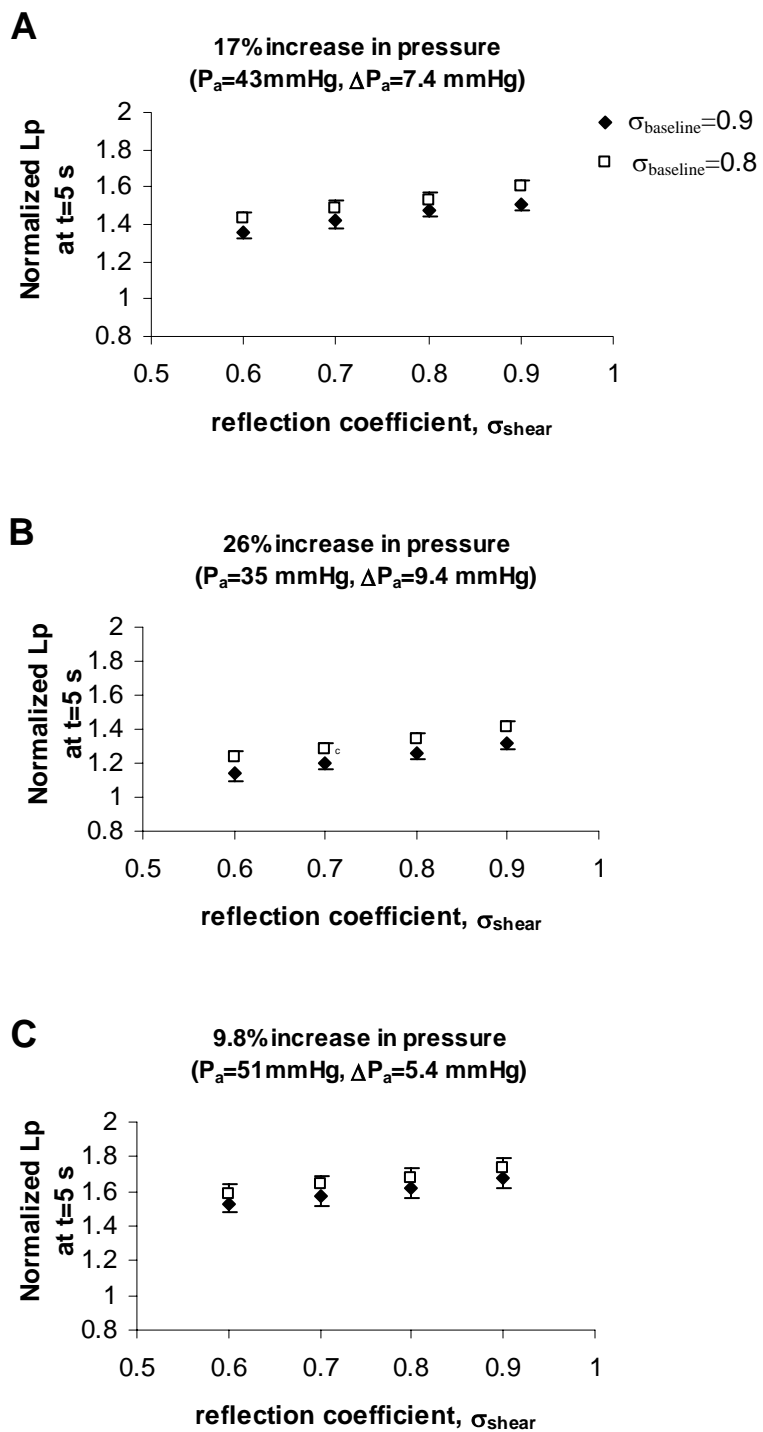 A
17% increase in pressure
(Pa=43mmHg, ΔPa=7.4 mmHg)
Normalized Lp
at t=5 s
2
1.8
1.6
1.4
1.2
1
0.8
0.5 0.6 0.7 0.8 0.9 1
reflection coefficient, σshear
σbaseline=0.9
σbaseline=0.8
B
26% increase in pressure
(Pa=35 mmHg, ΔPa=9.4 mmHg)
Normalized Lp
at t=5 s
2
1.8
1.6
1.4
1.2
1
0.8
c
0.5 0.6 0.7 0.8 0.9 1
reflection coefficient, σshear
C
9.8% increase in pressure
(Pa=51mmHg, ΔPa=5.4 mmHg)
Normalized Lp
at t=5 s
2
1.8
1.6
1.4
1.2
1
0.8
0.5 0.6 0.7 0.8 0.9 1
reflection coefficient, σshear